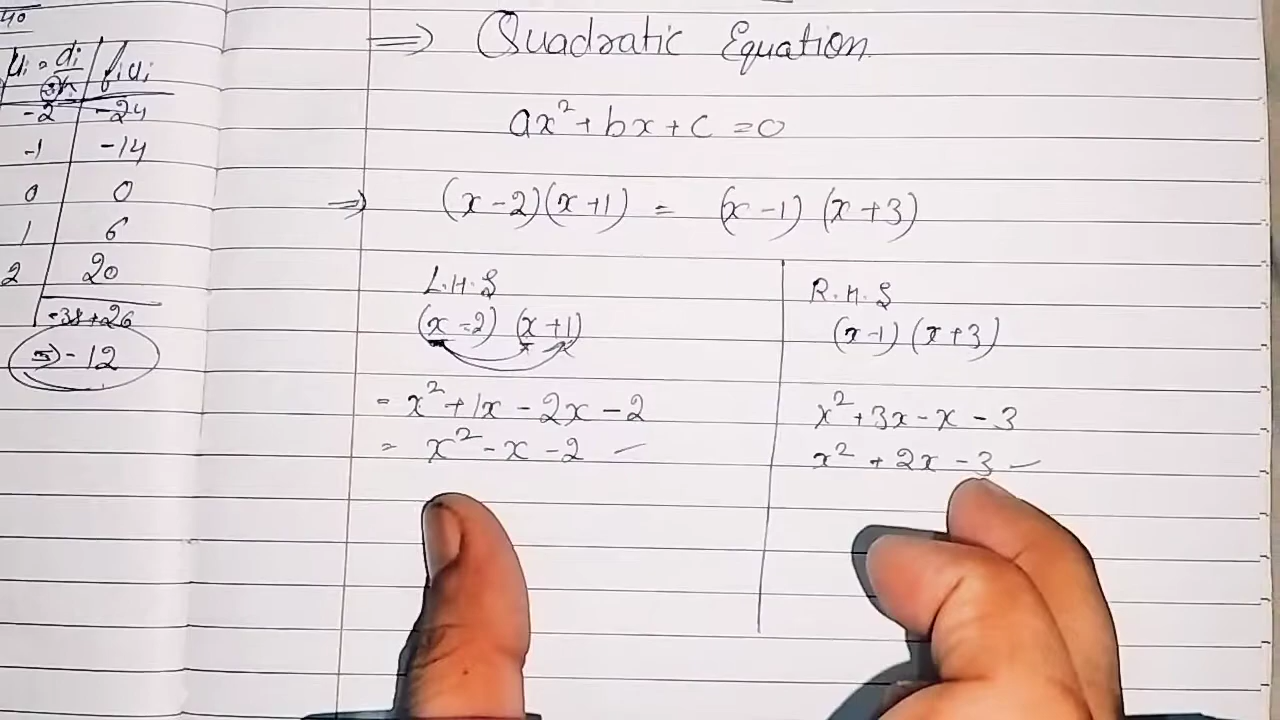 40
ui = di/h | fiui
-2 | -24
-1 | -14
0 | 0
1 | 6
2 | 20
-38+26
⇒ -12
⇒ Quadratic Equation
ax²+bx+c=0
⇒ (x-2)(x+1) = (x-1)(x+3)
L.H.S
(x-2)(x+1)
= x²+1x-2x-2
= x²-x-2
R.H.S
(x-1)(x+3)
x²+3x-x-3
x²+2x-3